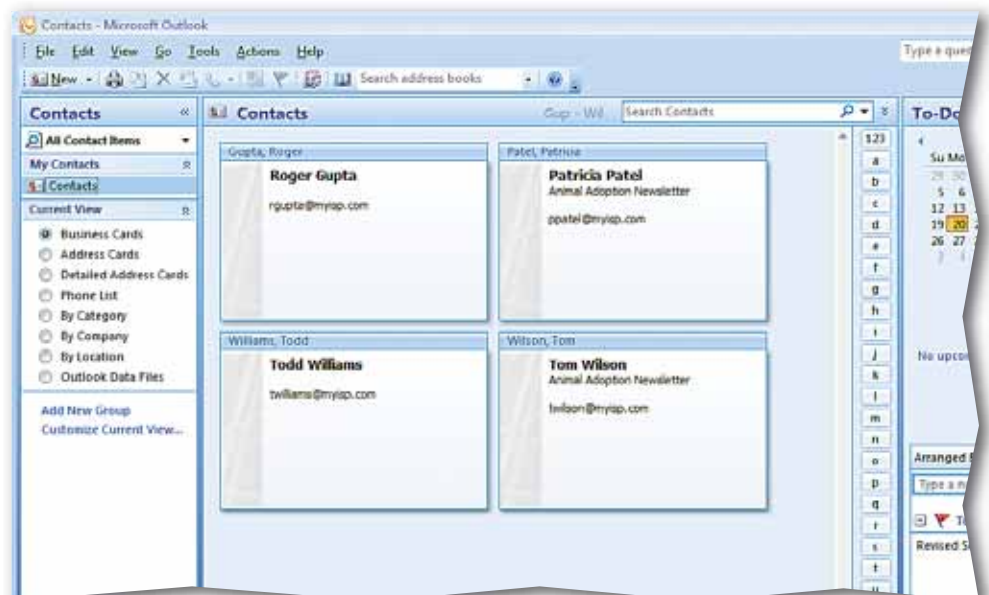 Contacts - Microsoft Outlook
File Edit View Go Tools Actions Help
Type a ques
New Search address books
Contacts
All Contact Items
My Contacts
Contacts
Current View
Business Cards
Address Cards
Detailed Address Cards
Phone List
By Category
By Company
By Location
Outlook Data Files
Add New Group
Customize Current View...
Contacts Gup - Wil Search Contacts
Gupta, Roger
Roger Gupta
rgupta@myisp.com
Patel, Patricia
Patricia Patel
Animal Adoption Newsletter
ppatel@myisp.com
Williams, Todd
Todd Williams
twilliams@myisp.com
Wilson, Tom
Tom Wilson
Animal Adoption Newsletter
twilson@myisp.com
123
a
b
c
d
e
f
g
h
i
j
k
l
m
n
o
p
q
r
s
t
u
To-Do
Su Mo
29 30
5 6
12 13
19 20
26 27
No upcom
Arranged B
Type a n
Revised S